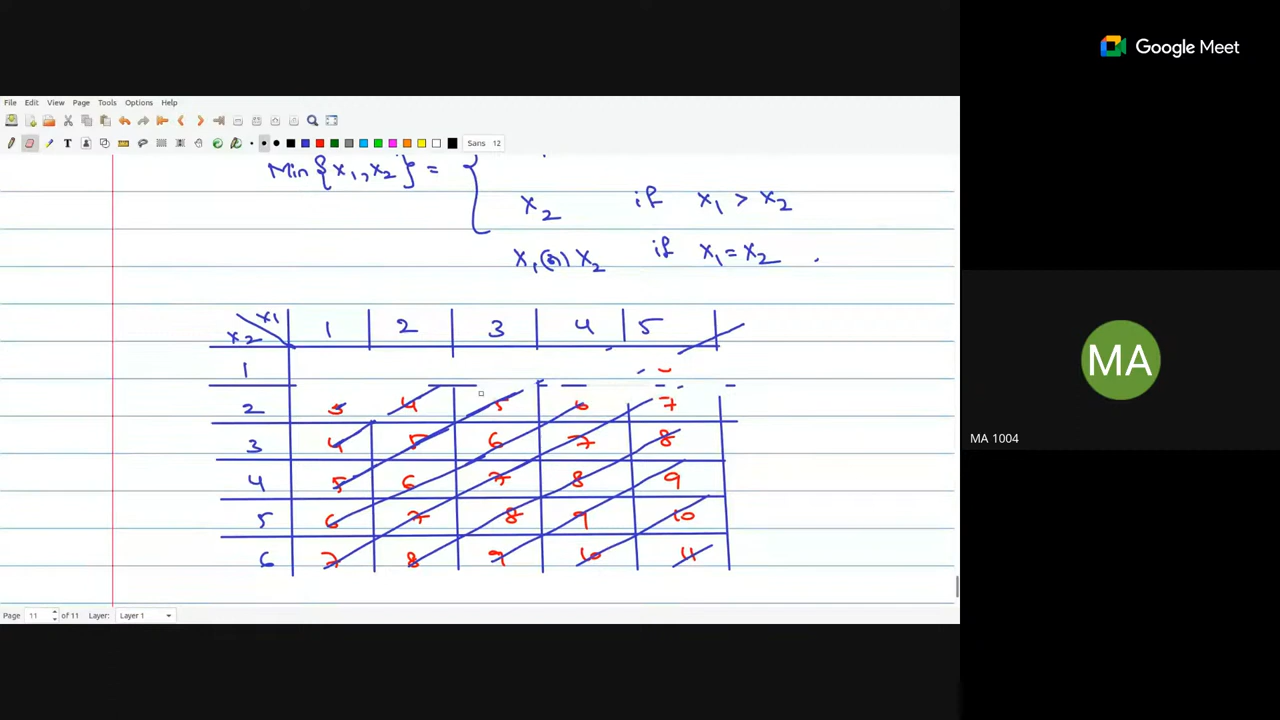 Google Meet
File Edit View Page Tools Options Help
Sans 12
Min{x₁, x₂} = {
x₂ if x₁ > x₂
x₁ (or) x₂ if x₁ = x₂ .
MA
MA 1004
x₁
x₂ 1 2 3 4 5
1
2 3 4 5 6 7
3 4 5 6 7 8
4 5 6 7 8 9
5 6 7 8 9 10
6 7 8 9 10 11
Page 11 of 11 Layer: Layer 1